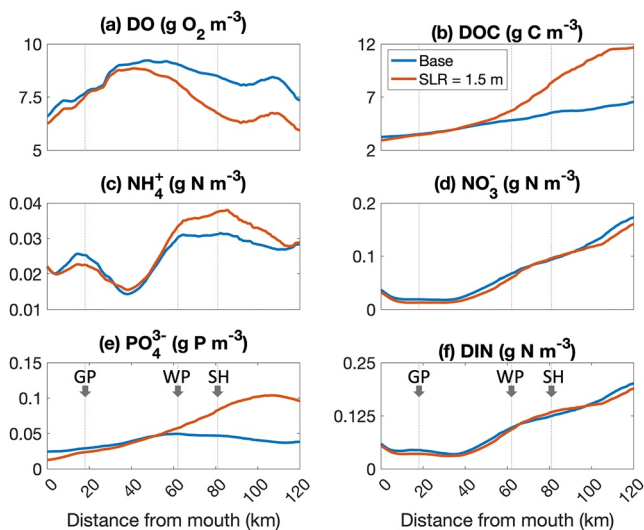 (a) DO (g O₂ m⁻³)
10
7.5
5
(b) DOC (g C m⁻³)
12
7
2
Base
SLR = 1.5 m
(c) NH₄⁺ (g N m⁻³)
0.04
0.03
0.02
0.01
(d) NO₃⁻ (g N m⁻³)
0.2
0.1
0
(e) PO₄³⁻ (g P m⁻³)
0.15
0.1
0.05
0
GP
WP
SH
0
20
40
60
80
100
120
Distance from mouth (km)
(f) DIN (g N m⁻³)
0.25
0.125
0
GP
WP
SH
0
20
40
60
80
100
120
Distance from mouth (km)